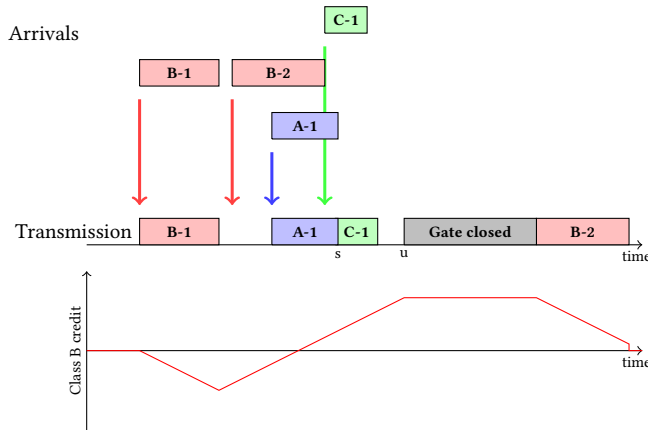 C-1
Arrivals
B-1
B-2
A-1
Transmission
B-1
A-1
C-1
Gate closed
B-2
s
u
time
Class B credit
time